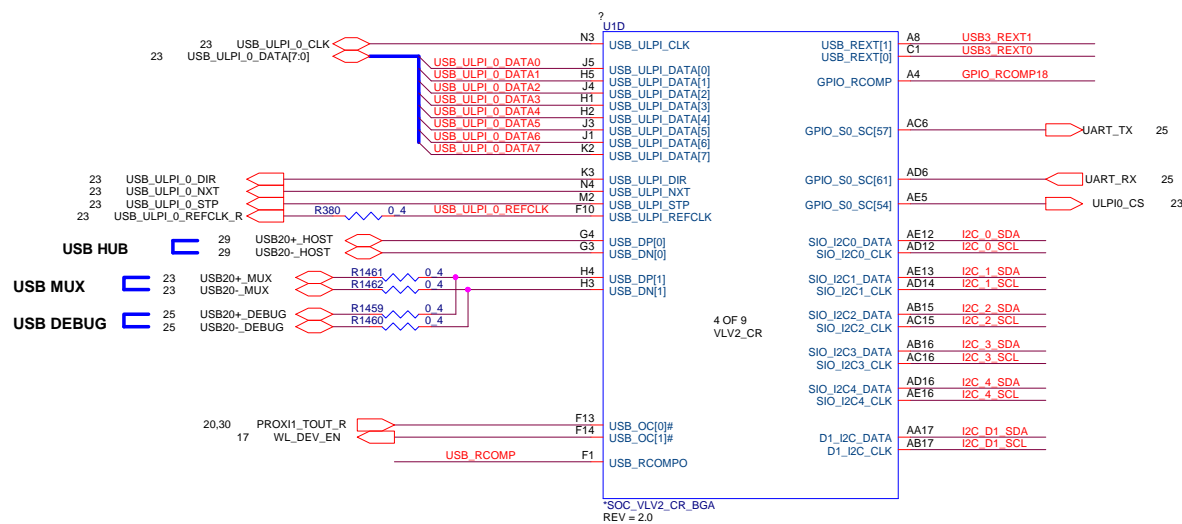 ?
U1D
23 USB_ULPI_0_CLK N3 USB_ULPI_CLK
23 USB_ULPI_0_DATA[7:0]
USB_ULPI_0_DATA0 J5 USB_ULPI_DATA[0]
USB_ULPI_0_DATA1 H5 USB_ULPI_DATA[1]
USB_ULPI_0_DATA2 J4 USB_ULPI_DATA[2]
USB_ULPI_0_DATA3 H1 USB_ULPI_DATA[3]
USB_ULPI_0_DATA4 H2 USB_ULPI_DATA[4]
USB_ULPI_0_DATA5 J3 USB_ULPI_DATA[5]
USB_ULPI_0_DATA6 J1 USB_ULPI_DATA[6]
USB_ULPI_0_DATA7 K2 USB_ULPI_DATA[7]
23 USB_ULPI_0_DIR K3 USB_ULPI_DIR
23 USB_ULPI_0_NXT N4 USB_ULPI_NXT
23 USB_ULPI_0_STP M2 USB_ULPI_STP
23 USB_ULPI_0_REFCLK_R R380 0_4 USB_ULPI_0_REFCLK F10 USB_ULPI_REFCLK
USB HUB
29 USB20+_HOST G4 USB_DP[0]
29 USB20-_HOST G3 USB_DN[0]
USB MUX
23 USB20+_MUX R1461 0_4 H4 USB_DP[1]
23 USB20-_MUX R1462 0_4 H3 USB_DN[1]
USB DEBUG
25 USB20+_DEBUG R1459 0_4
25 USB20-_DEBUG R1460 0_4
20,30 PROXI1_TOUT_R F13 USB_OC[0]#
17 WL_DEV_EN F14 USB_OC[1]#
USB_RCOMP F1 USB_RCOMPO
4 OF 9
VLV2_CR
USB_REXT[1] A8 USB3_REXT1
USB_REXT[0] C1 USB3_REXT0
GPIO_RCOMP A4 GPIO_RCOMP18
GPIO_S0_SC[57] AC6 UART_TX 25
GPIO_S0_SC[61] AD6 UART_RX 25
GPIO_S0_SC[54] AE5 ULPI0_CS 23
SIO_I2C0_DATA AE12 I2C_0_SDA
SIO_I2C0_CLK AD12 I2C_0_SCL
SIO_I2C1_DATA AE13 I2C_1_SDA
SIO_I2C1_CLK AD14 I2C_1_SCL
SIO_I2C2_DATA AB15 I2C_2_SDA
SIO_I2C2_CLK AC15 I2C_2_SCL
SIO_I2C3_DATA AB16 I2C_3_SDA
SIO_I2C3_CLK AC16 I2C_3_SCL
SIO_I2C4_DATA AD16 I2C_4_SDA
SIO_I2C4_CLK AE16 I2C_4_SCL
D1_I2C_DATA AA17 I2C_D1_SDA
D1_I2C_CLK AB17 I2C_D1_SCL
*SOC_VLV2_CR_BGA
REV = 2.0